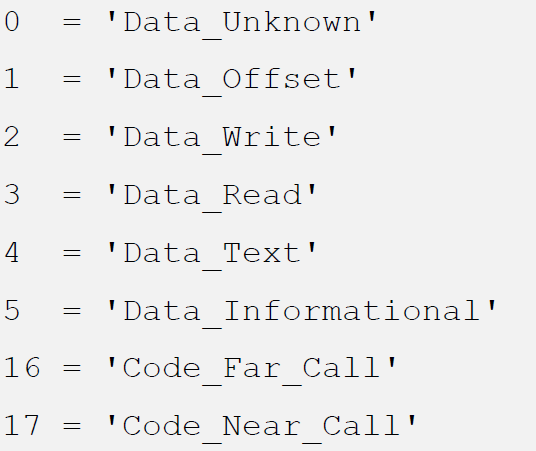 0  = 'Data_Unknown'
1  = 'Data_Offset'
2  = 'Data_Write'
3  = 'Data_Read'
4  = 'Data_Text'
5  = 'Data_Informational'
16 = 'Code_Far_Call'
17 = 'Code_Near_Call'